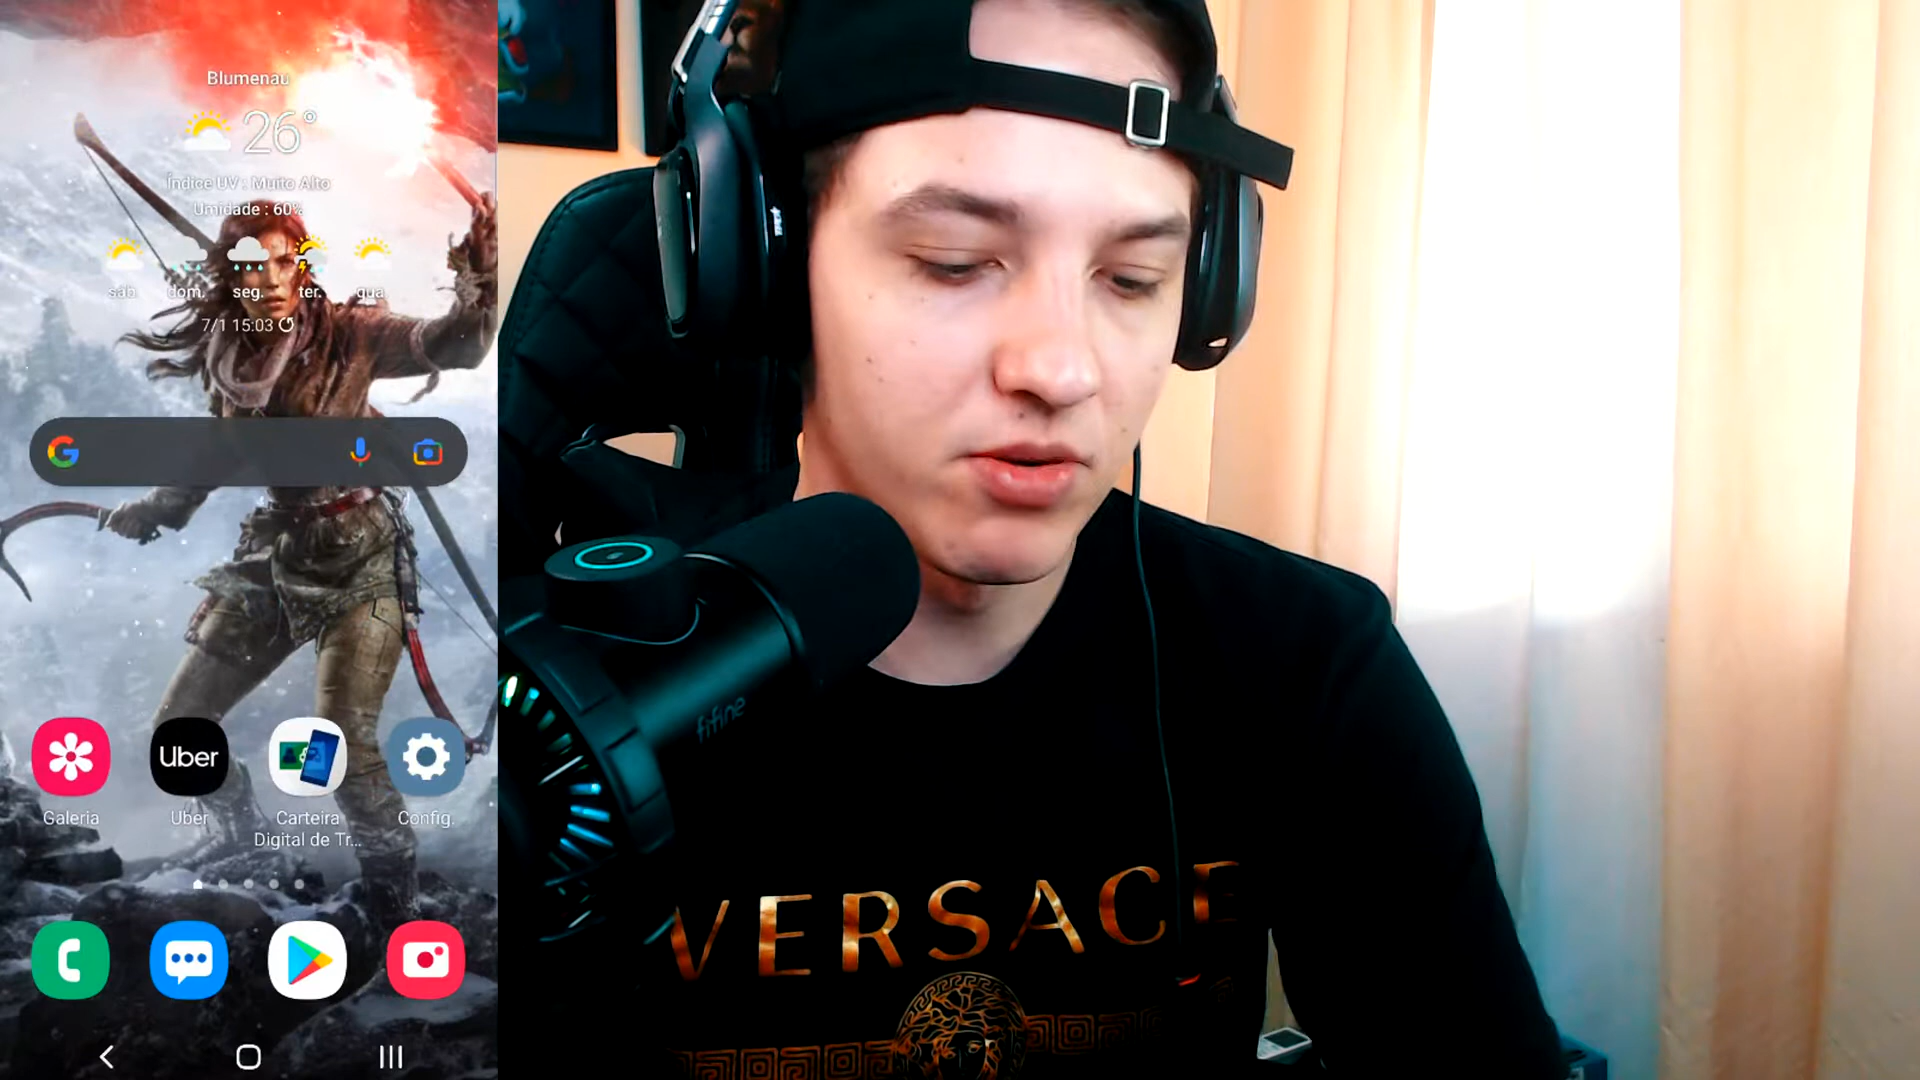 Blumenau
26°
Índice UV : Muito Alto
Umidade : 60%
sáb. dom. seg. ter. qua.
7/1 15:03
Uber
Galeria
Uber
Carteira
Digital de Tr...
Config.
fifine
VERSACE